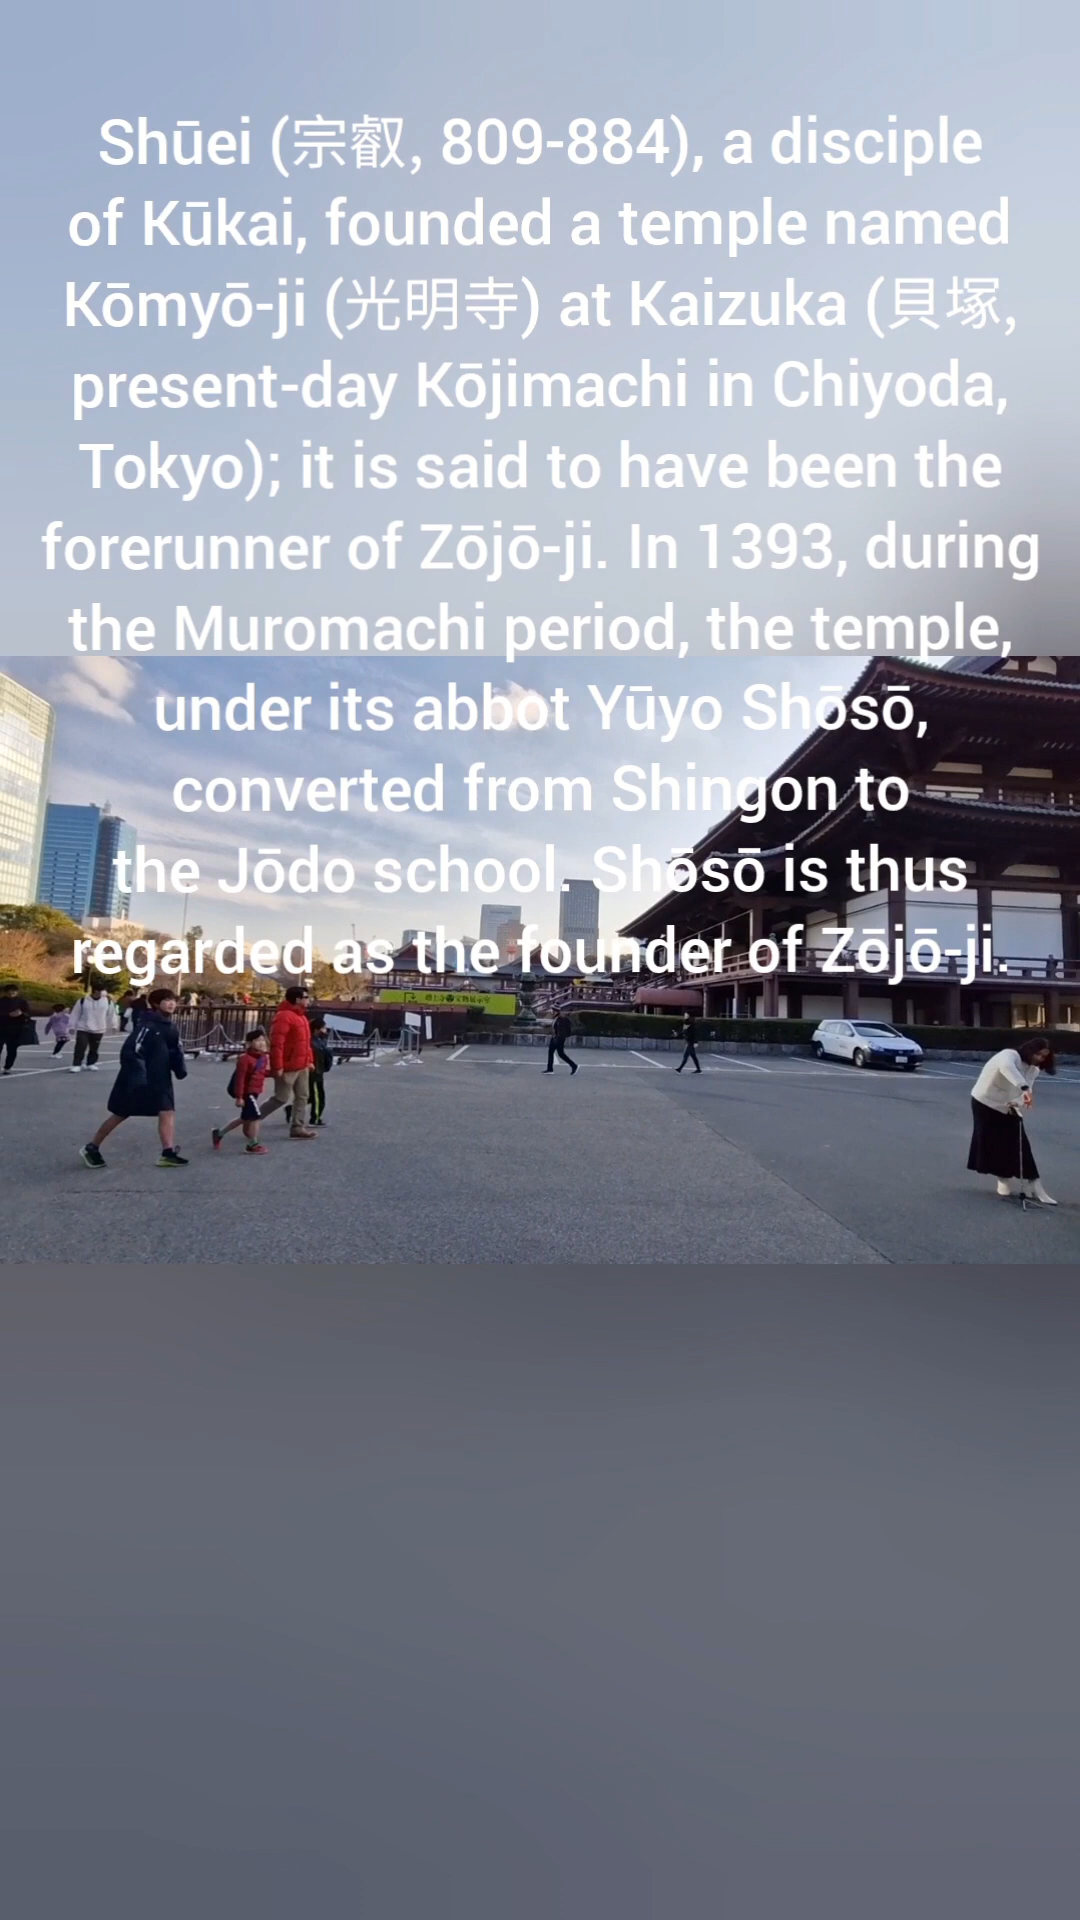 Shūei (宗叡, 809-884), a disciple
of Kūkai, founded a temple named
Kōmyō-ji (光明寺) at Kaizuka (貝塚,
present-day Kōjimachi in Chiyoda,
Tokyo); it is said to have been the
forerunner of Zōjō-ji. In 1393, during
the Muromachi period, the temple,
under its abbot Yūyo Shōsō,
converted from Shingon to
the Jōdo school. Shōsō is thus
regarded as the founder of Zōjō-ji.